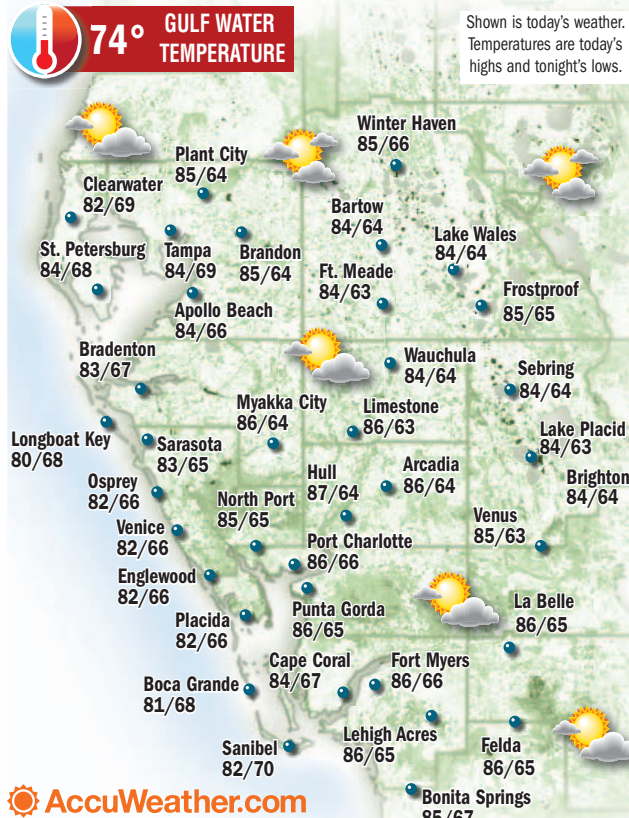 74°
GULF WATER
TEMPERATURE
Shown is today's weather.
Temperatures are today's
highs and tonight's lows.
Winter Haven
85/66
Plant City
85/64
Clearwater
82/69
Bartow
84/64
Lake Wales
84/64
St. Petersburg
84/68
Tampa
84/69
Brandon
85/64
Ft. Meade
84/63
Frostproof
85/65
Apollo Beach
84/66
Bradenton
83/67
Wauchula
84/64
Sebring
84/64
Myakka City
86/64
Limestone
86/63
Longboat Key
80/68
Sarasota
83/65
Lake Placid
84/63
Osprey
82/66
North Port
85/65
Hull
87/64
Arcadia
86/64
Brighton
84/64
Venus
85/63
Venice
82/66
Port Charlotte
86/66
Englewood
82/66
Punta Gorda
86/65
La Belle
86/65
Placida
82/66
Cape Coral
84/67
Fort Myers
86/66
Boca Grande
81/68
Lehigh Acres
86/65
Felda
86/65
Sanibel
82/70
AccuWeather.com
Bonita Springs
85/67